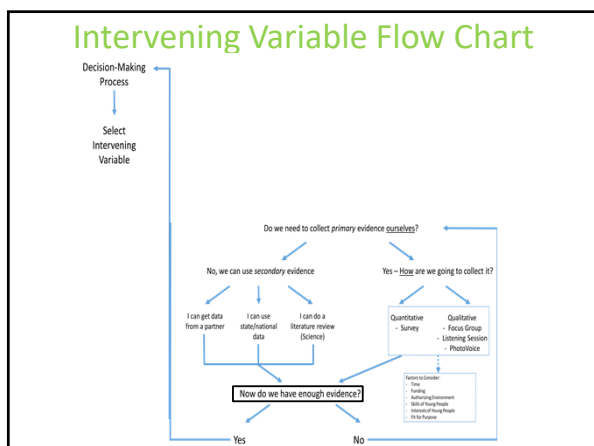 Intervening Variable Flow Chart
Decision-Making
Process
Select
Intervening
Variable
Do we need to collect primary evidence ourselves?
No, we can use secondary evidence
Yes – How are we going to collect it?
I can get data
from a partner
I can use
state/national
data
I can do a
literature review
(Science)
Quantitative
- Survey
Qualitative
- Focus Group
- Listening Session
- PhotoVoice
Factors to Consider:
- Time
- Funding
- Authorizing Environment
- Skills of Young People
- Interests of Young People
- Fit for Purpose
Now do we have enough evidence?
Yes
No